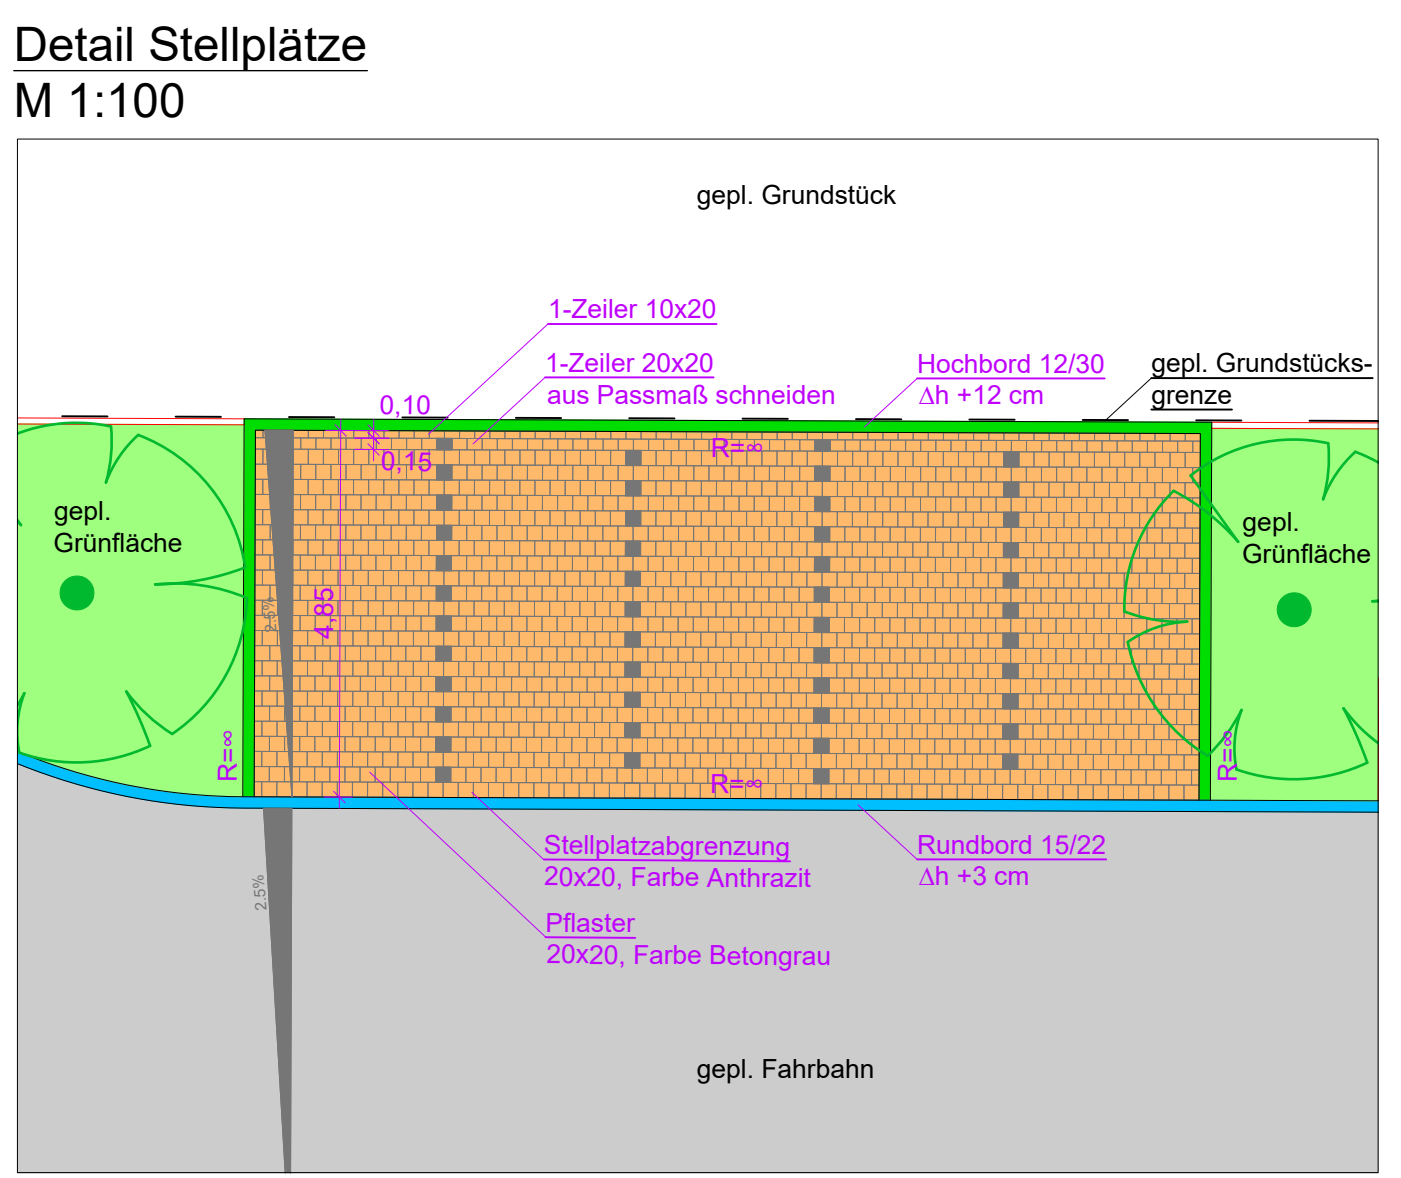 Detail Stellplätze
M 1:100
gepl. Grundstück
1-Zeiler 10x20
1-Zeiler 20x20
aus Passmaß schneiden
Hochbord 12/30
Δh +12 cm
gepl. Grundstücks-
grenze
0,10
0,15
R=∞
gepl.
Grünfläche
gepl.
Grünfläche
2.5%
4,85
R=∞
R=∞
R=∞
Stellplatzabgrenzung
20x20, Farbe Anthrazit
Rundbord 15/22
Δh +3 cm
2.5%
Pflaster
20x20, Farbe Betongrau
gepl. Fahrbahn